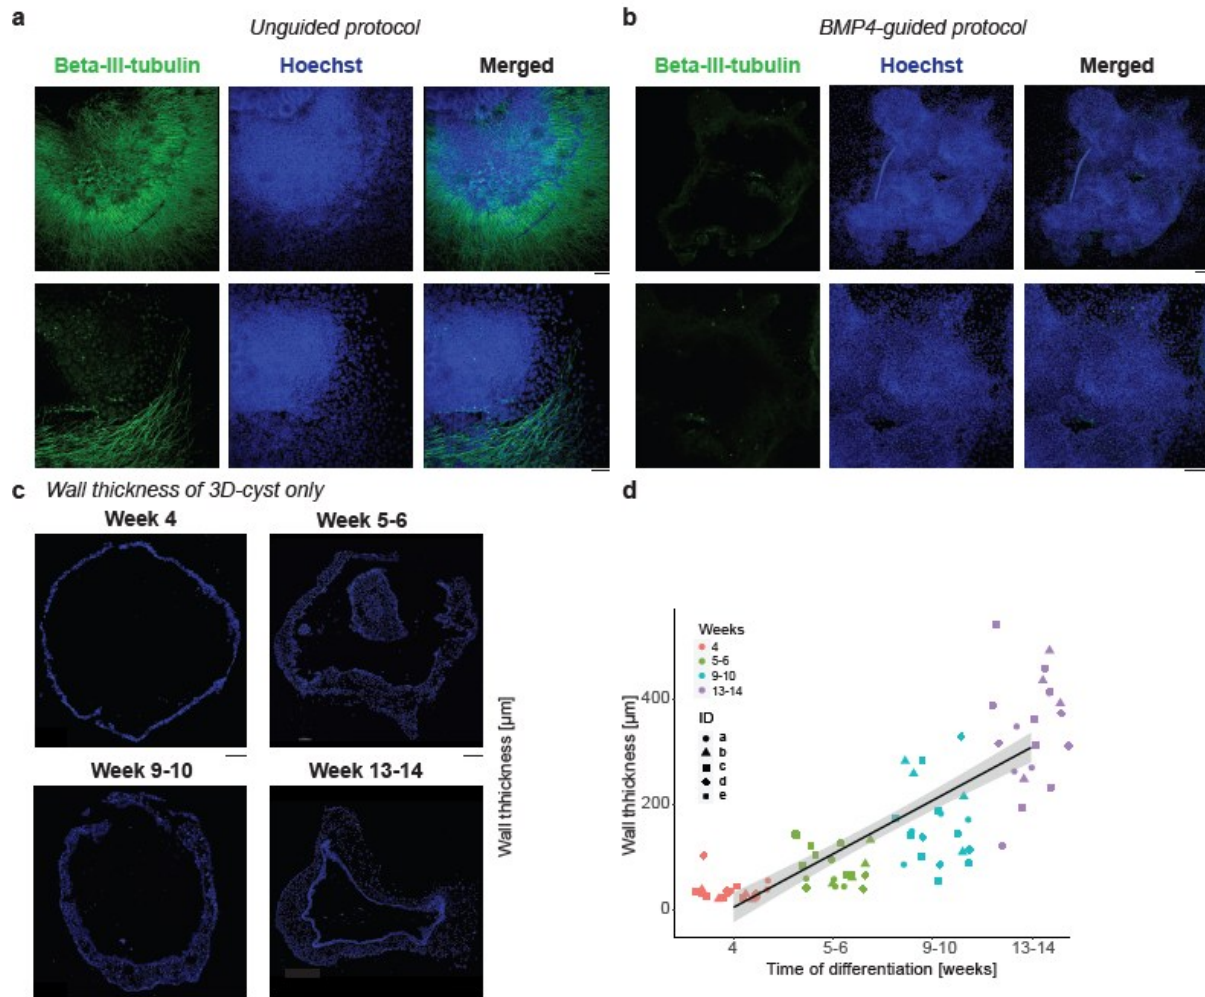 a
Unguided protocol
Beta-III-tubulin Hoechst Merged
b
BMP4-guided protocol
Beta-III-tubulin Hoechst Merged
c Wall thickness of 3D-cyst only
Week 4 Week 5-6
Week 9-10 Week 13-14
Wall thhickness [µm]
d
Wall thhickness [µm]
400
200
0
Weeks
4
5-6
9-10
13-14
ID
a
b
c
d
e
4 5-6 9-10 13-14
Time of differentiation [weeks]